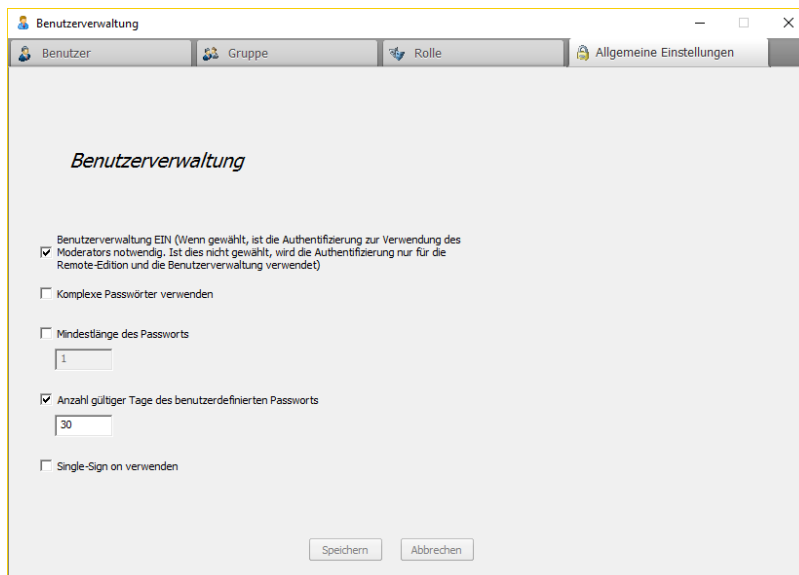 Benutzerverwaltung
Benutzer
Gruppe
Rolle
Allgemeine Einstellungen
Benutzerverwaltung
Benutzerverwaltung EIN (Wenn gewählt, ist die Authentifizierung zur Verwendung des
Moderators notwendig. Ist dies nicht gewählt, wird die Authentifizierung nur für die
Remote-Edition und die Benutzerverwaltung verwendet)
Komplexe Passwörter verwenden
Mindestlänge des Passworts
1
Anzahl gültiger Tage des benutzerdefinierten Passworts
30
Single-Sign on verwenden
Speichern
Abbrechen